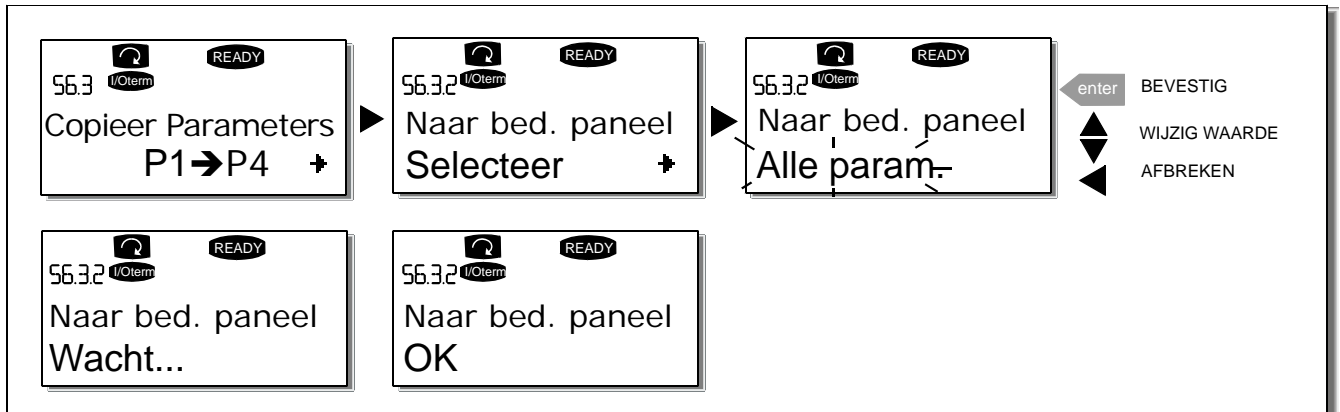 READY
S6.3 I/Oterm
Copieer Parameters
P1➔P4
READY
S6.3.2 I/Oterm
Naar bed. paneel
Selecteer
READY
S6.3.2 I/Oterm
Naar bed. paneel
Alle param.
enter BEVESTIG
WIJZIG WAARDE
AFBREKEN
READY
S6.3.2 I/Oterm
Naar bed. paneel
Wacht...
READY
S6.3.2 I/Oterm
Naar bed. paneel
OK